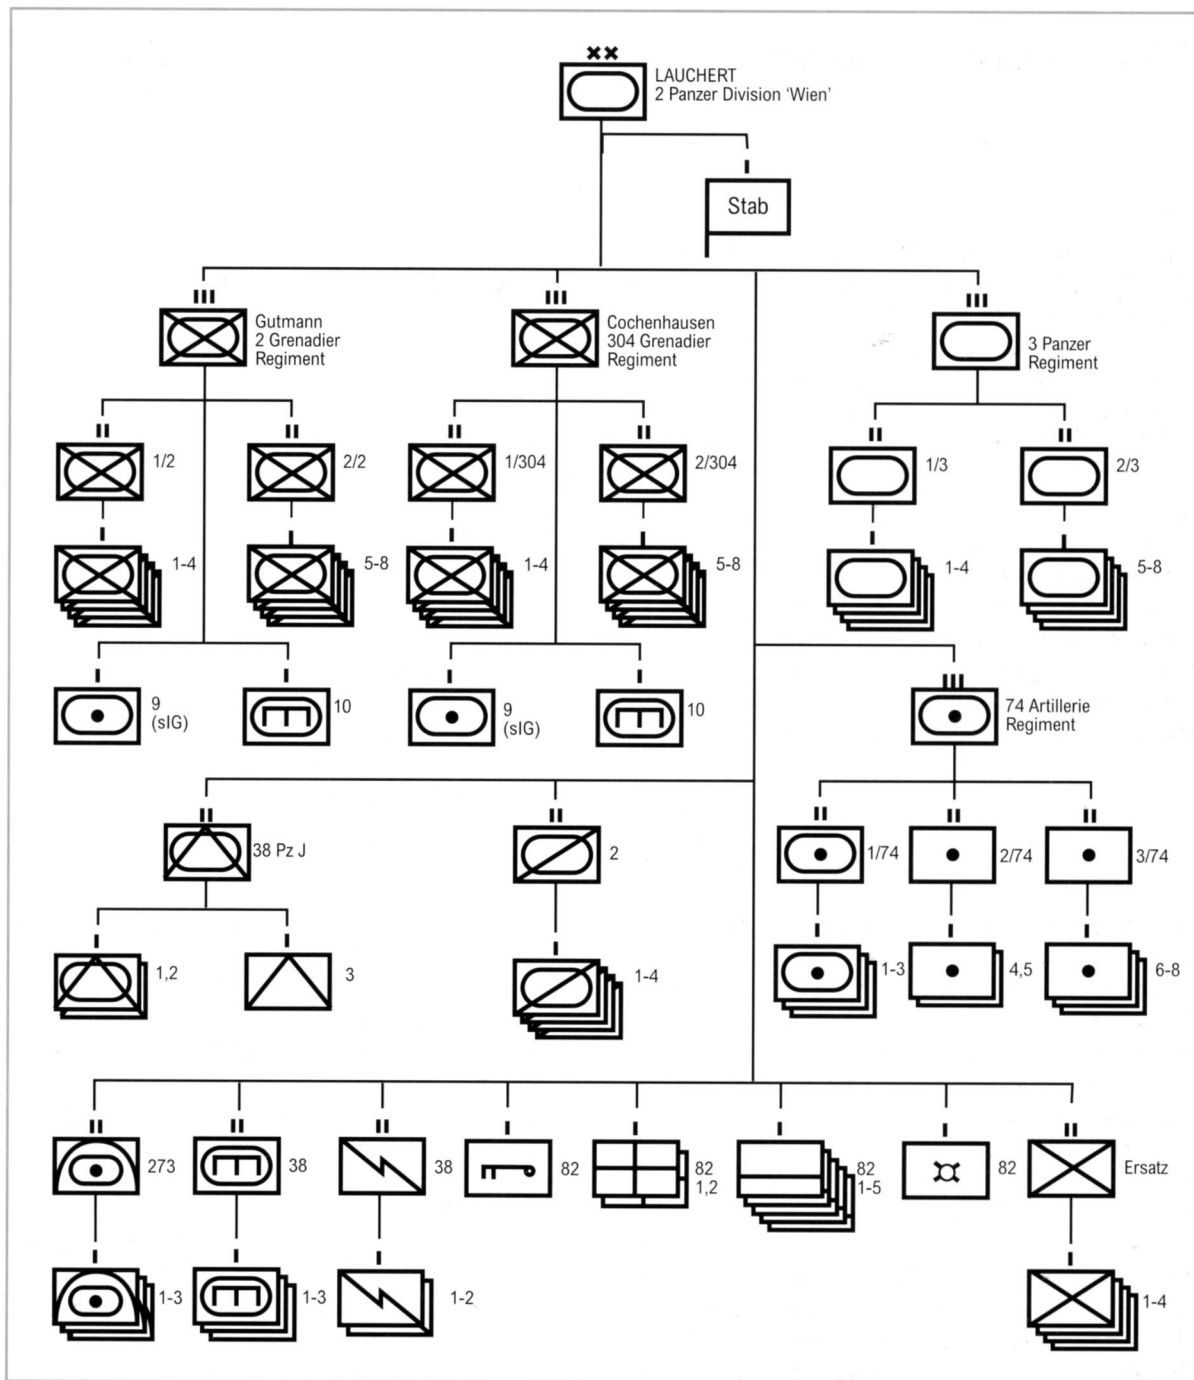 LAUCHERT
2 Panzer Division ‘Wien’
Stab
Gutmann
2 Grenadier
Regiment
Cochenhausen
304 Grenadier
Regiment
3 Panzer
Regiment
1/2
2/2
1/304
2/304
1/3
2/3
1-4
5-8
1-4
5-8
1-4
5-8
9
(sIG)
10
9
(sIG)
10
74 Artillerie
Regiment
38 Pz J
2
1/74
2/74
3/74
1,2
3
1-4
1-3
4,5
6-8
273
38
38
82
82
1,2
82
1-5
82
Ersatz
1-3
1-3
1-2
1-4